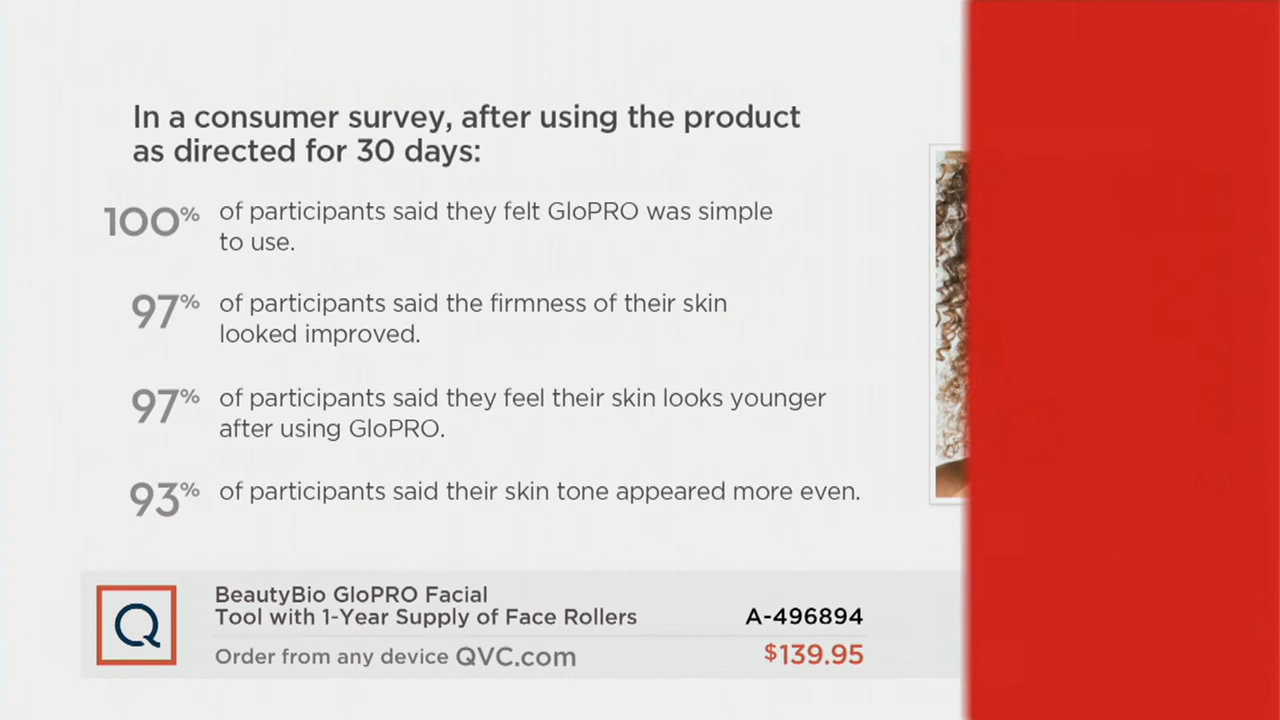 In a consumer survey, after using the product
as directed for 30 days:
100% of participants said they felt GloPRO was simple
to use.
97% of participants said the firmness of their skin
looked improved.
97% of participants said they feel their skin looks younger
after using GloPRO.
93% of participants said their skin tone appeared more even.
Q
BeautyBio GloPRO Facial
Tool with 1-Year Supply of Face Rollers A-496894
Order from any device QVC.com $139.95